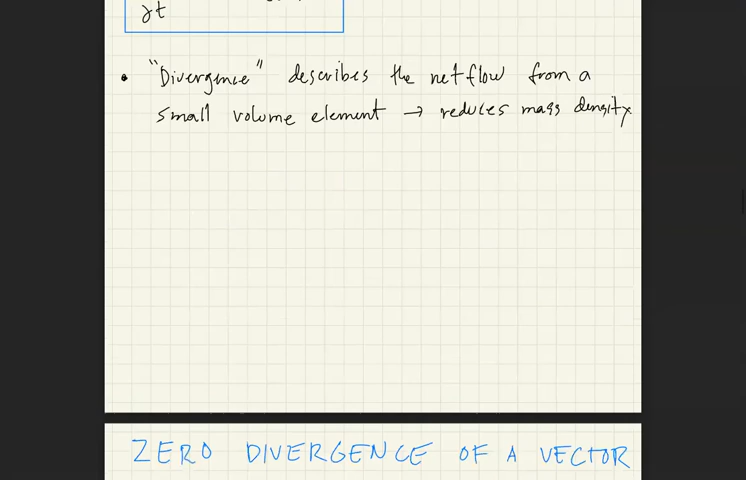 ∂t
• "Divergence" describes the net flow from a
small volume element → reduces mass density
ZERO DIVERGENCE OF A VECTOR